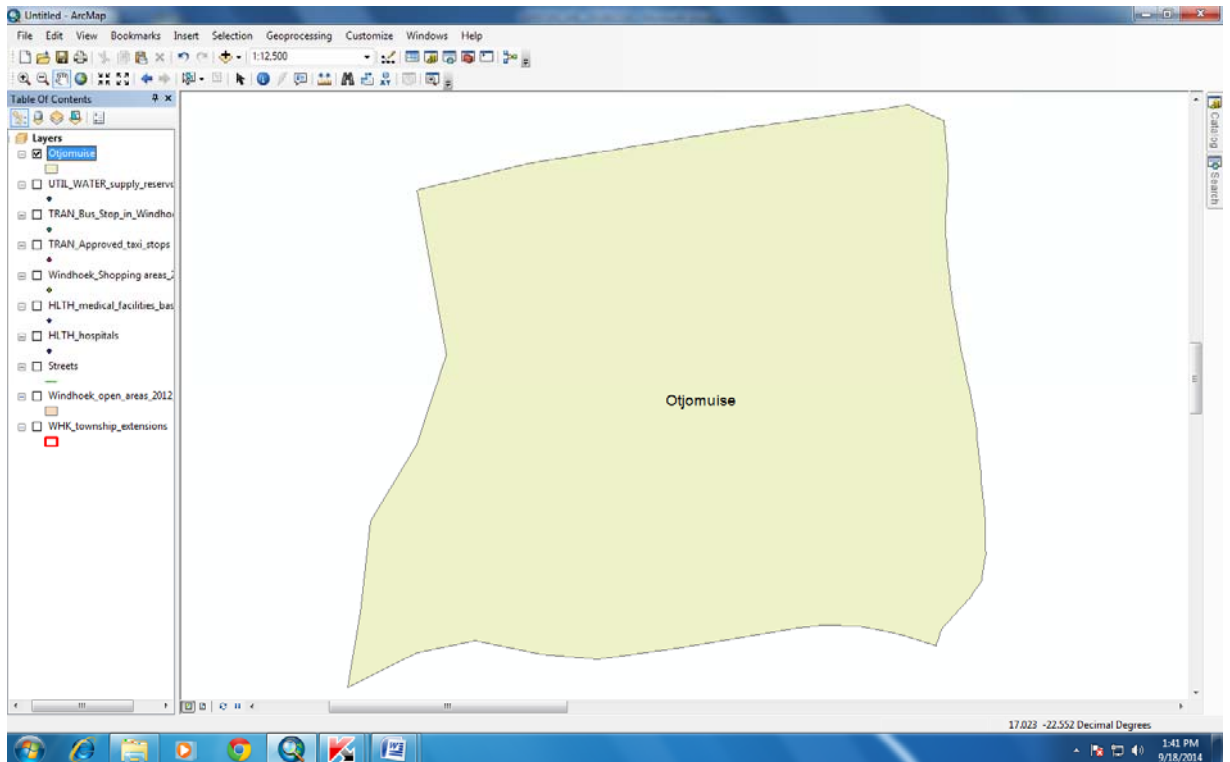 Untitled - ArcMap
File Edit View Bookmarks Insert Selection Geoprocessing Customize Windows Help
1:12,500
Table Of Contents
Layers
Otjomuise
UTIL_WATER_supply_reservo
TRAN_Bus_Stop_in_Windho
TRAN_Approved_taxi_stops
Windhoek_Shopping areas_2
HLTH_medical_facilities_bas
HLTH_hospitals
Streets
Windhoek_open_areas_2012
WHK_township_extensions
Otjomuise
Catalog
Search
17.023 -22.552 Decimal Degrees
1:41 PM
9/18/2014